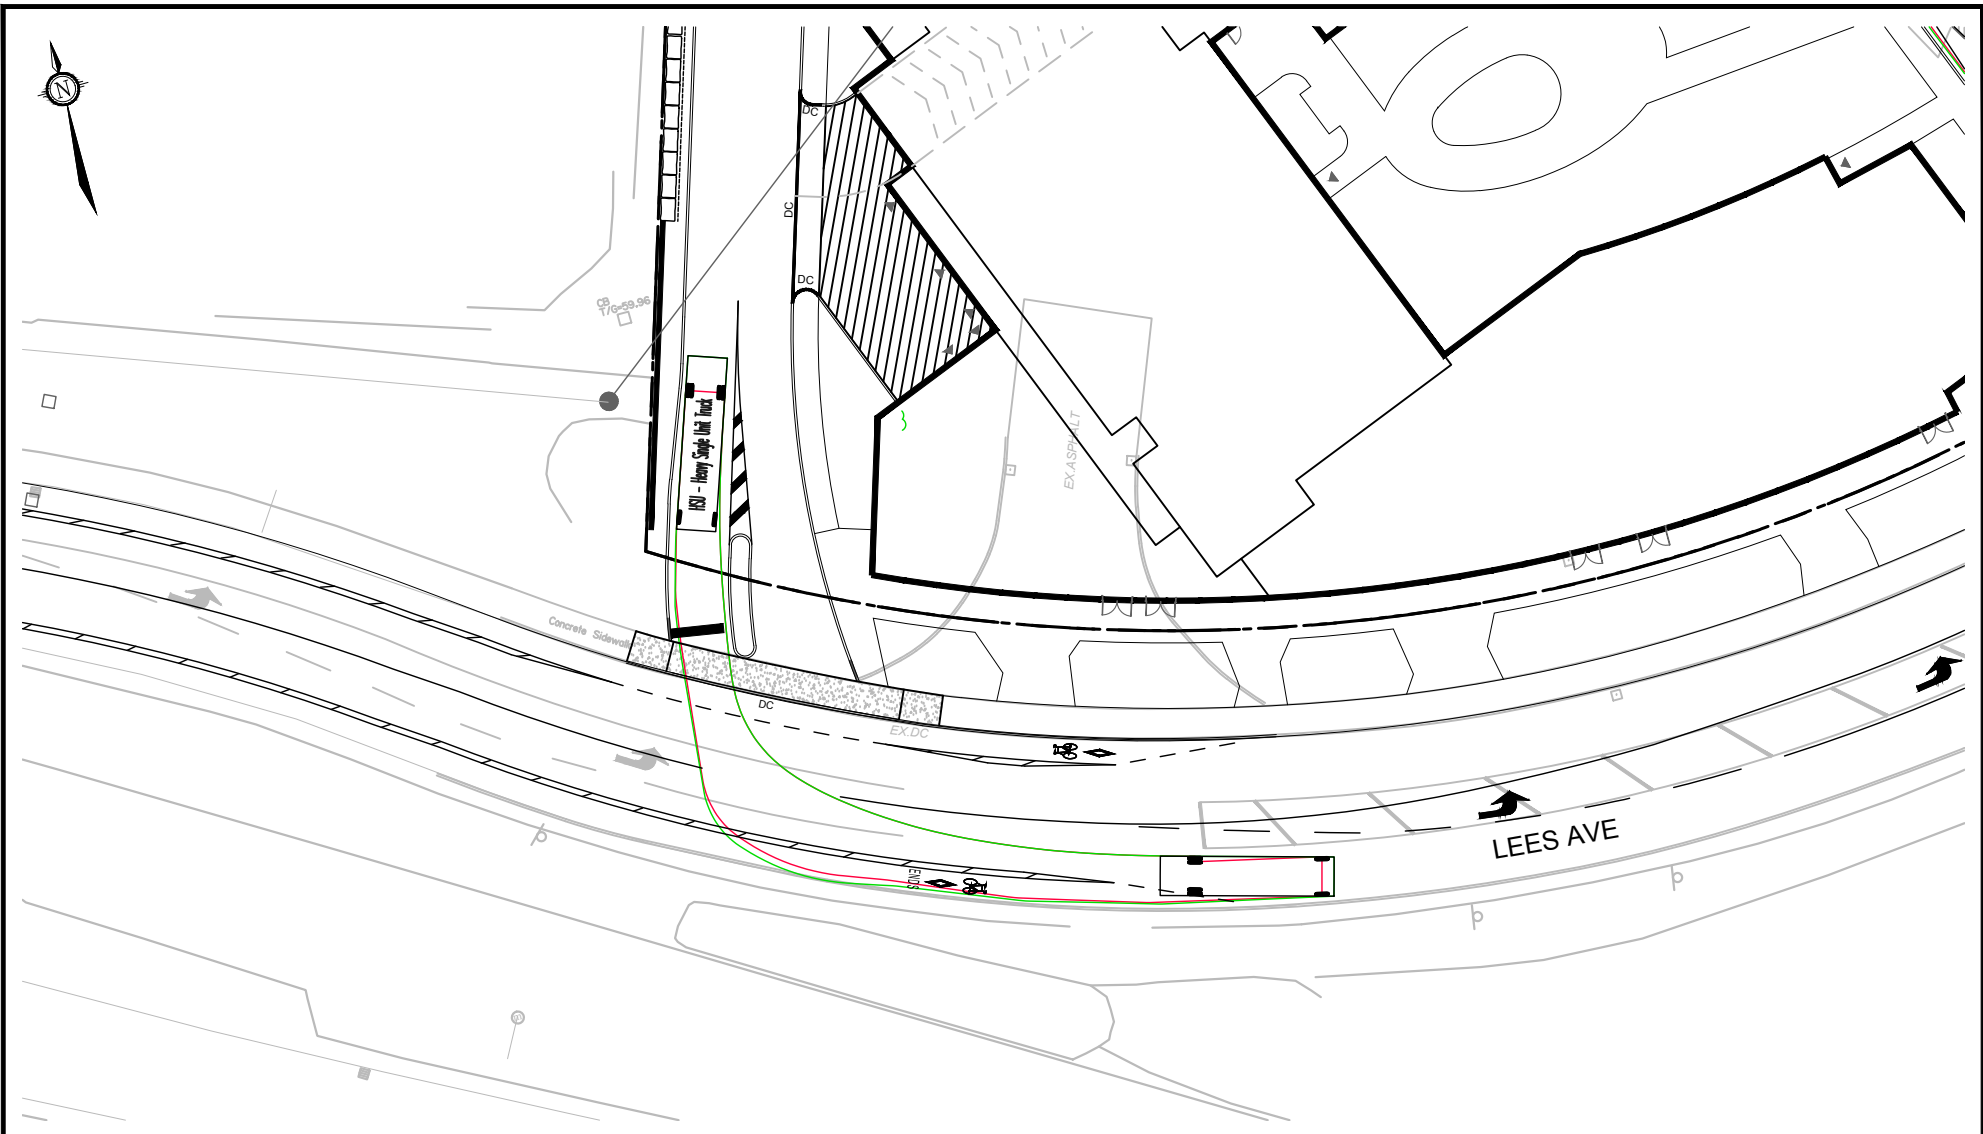 N
DC
DC
DC
CB
T/G=59.96
HSU - Heavy Single Unit Truck
EX.ASPHALT
Concrete Sidewalk
DC
EX.DC
LEES AVE
ENDS